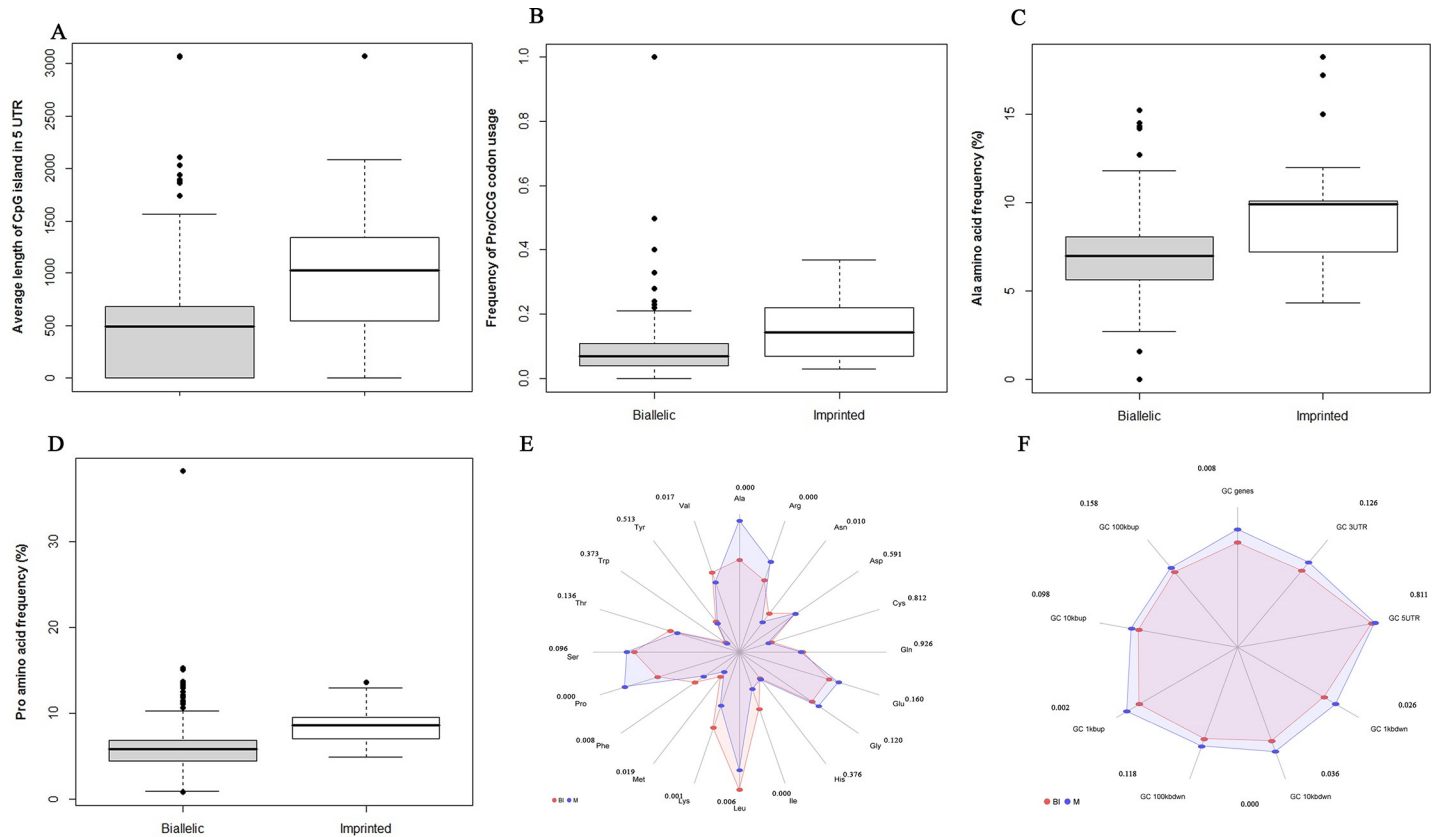 A
Average length of CpG island in 5 UTR
3000
2500
2000
1500
1000
500
0
B
Frequency of Pro/CCG codon usage
1.0
0.8
0.6
0.4
0.2
0.0
Biallelic
Imprinted
C
Ala amino acid frequency (%)
15
10
5
0
Biallelic
Imprinted
D
Pro amino acid frequency (%)
30
20
10
0
Biallelic
Imprinted
E
0.000
Ala
0.000
Arg
0.010
Asn
0.591
Asp
0.812
Cys
0.926
Gln
0.160
Glu
0.120
Gly
0.376
His
0.000
Ile
0.006
Leu
0.001
Lys
0.019
Met
0.008
Phe
0.000
Pro
0.096
Ser
0.136
Thr
0.373
Trp
0.513
Tyr
0.017
Val
BI M
F
0.008
GC genes
0.126
GC 3UTR
0.811
GC 5UTR
0.026
GC 1kbdwn
0.036
GC 10kbdwn
0.000
0.118
GC 100kbdwn
0.002
GC 1kbup
0.098
GC 10kbup
0.158
GC 100kbup
BI M